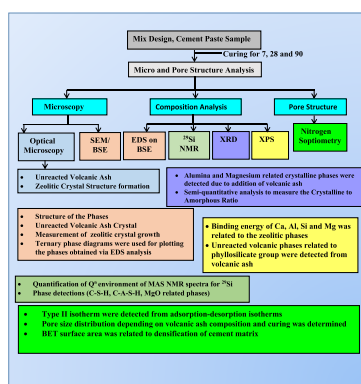 Mix Design, Cement Paste Sample
Curing for 7, 28 and 90
Micro and Pore Structure Analysis
Microscopy
Composition Analysis
Pore Structure
Optical
Microscopy
SEM/
BSE
EDS on
BSE
29Si
NMR
XRD
XPS
Nitrogen
Soptiometry
• Unreacted Volcanic Ash
• Zeolitic Crystal Structure formation
• Alumina and Magnesium related crystalline phases were
detected due to addition of volcanic ash
• Semi-quantitative analysis to measure the Crystalline to
Amorphous Ratio
• Structure of the Phases
• Unreacted Volcanic Ash Crystal
• Measurement of zeolitic crystal growth
• Ternary phase diagrams were used for plotting
the phases obtained via EDS analysis
• Binding energy of Ca, Al, Si and Mg was
related to the zeolitic phases
• Unreacted volcanic phases related to
phyllosilicate group were detected from
volcanic ash
• Quantification of Qn environment of MAS NMR spectra for 29Si
• Phase detections (C-S-H, C-A-S-H, MgO related phases)
• Type II isotherm were detected from adsorption-desorption isotherms
• Pore size distribution depending on volcanic ash composition and curing was determined
• BET surface area was related to densification of cement matrix